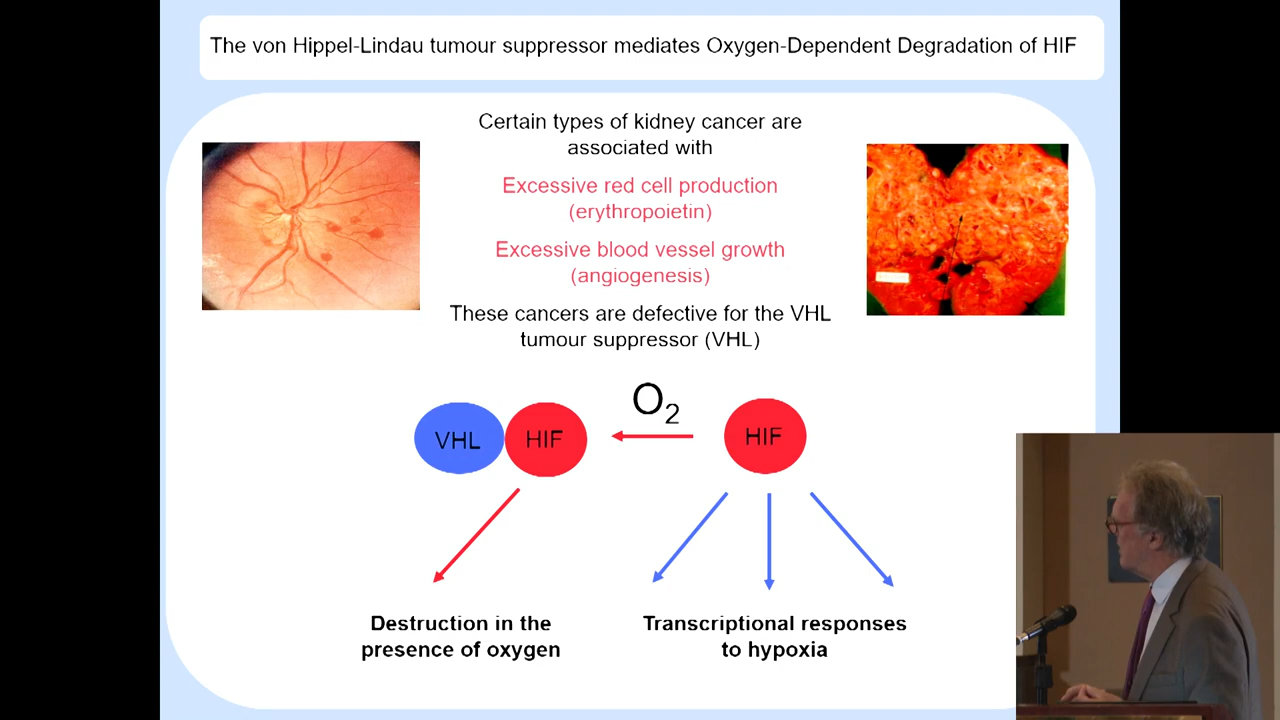 The von Hippel-Lindau tumour suppressor mediates Oxygen-Dependent Degradation of HIF
Certain types of kidney cancer are
associated with
Excessive red cell production
(erythropoietin)
Excessive blood vessel growth
(angiogenesis)
These cancers are defective for the VHL
tumour suppressor (VHL)
O2
VHL
HIF
HIF
Destruction in the
presence of oxygen
Transcriptional responses
to hypoxia